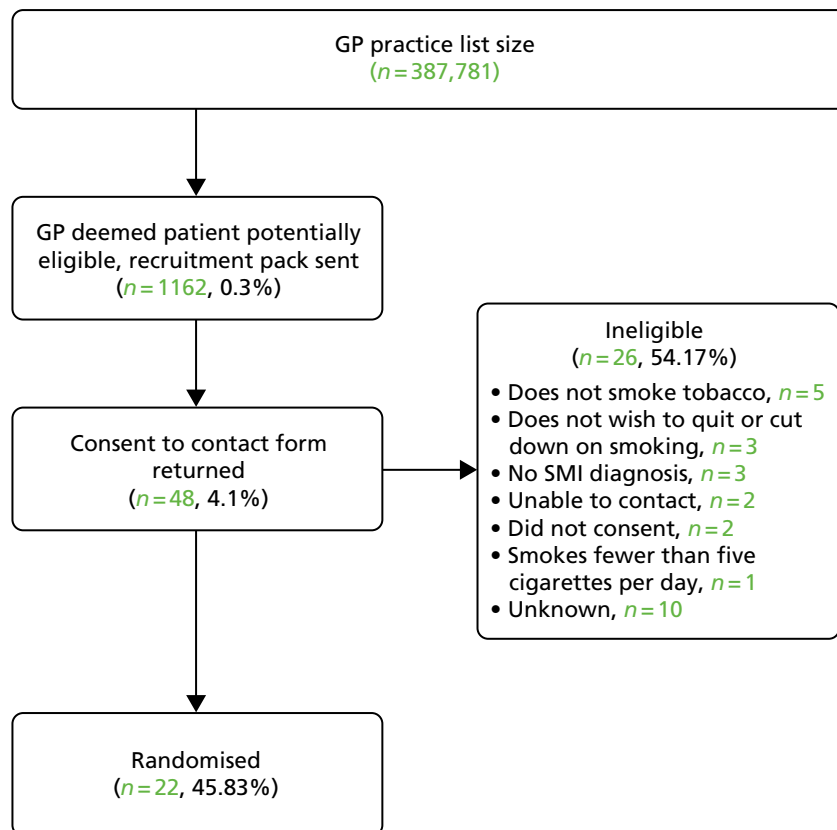 GP practice list size
(n=387,781)
GP deemed patient potentially
eligible, recruitment pack sent
(n=1162, 0.3%)
Consent to contact form
returned
(n=48, 4.1%)
Ineligible
(n=26, 54.17%)
• Does not smoke tobacco, n=5
• Does not wish to quit or cut
down on smoking, n=3
• No SMI diagnosis, n=3
• Unable to contact, n=2
• Did not consent, n=2
• Smokes fewer than five
cigarettes per day, n=1
• Unknown, n=10
Randomised
(n=22, 45.83%)